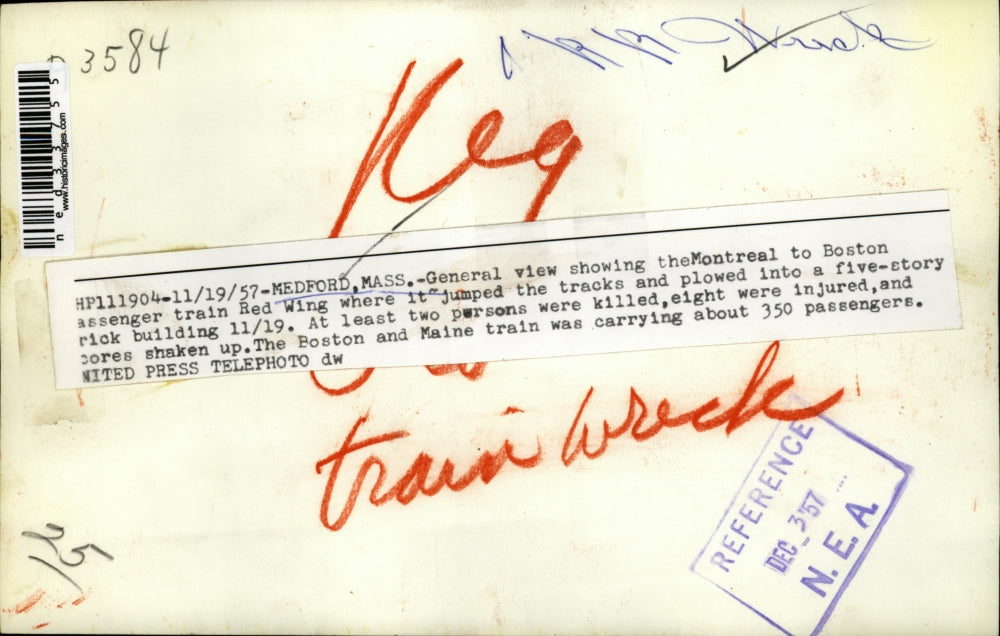 3584
RR Wreck
www.historicimages.com
Reg
HP111904-11/19/57-MEDFORD,MASS.-General view showing theMontreal to Boston
assenger train Red Wing where it jumped the tracks and plowed into a five-story
rick building 11/19. At least two persons were killed,eight were injured,and
cores shaken up.The Boston and Maine train was carrying about 350 passengers.
NITED PRESS TELEPHOTO dw
train wreck
REFERENCE
DEC 3 '57
N. E. A.